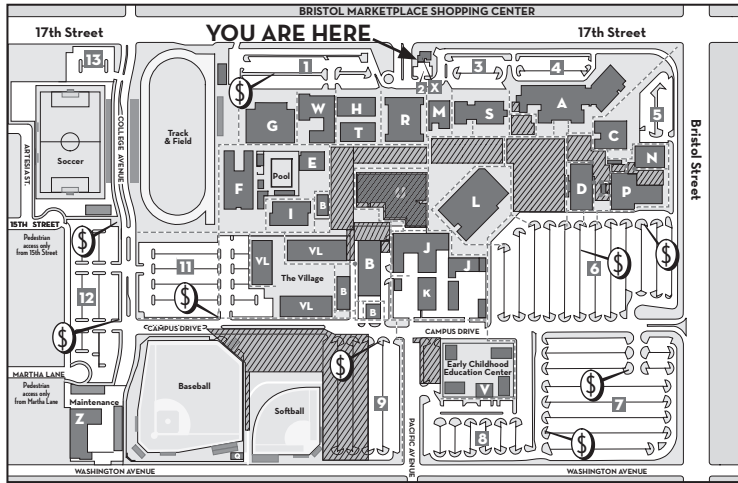 BRISTOL MARKETPLACE SHOPPING CENTER
17th Street
YOU ARE HERE
17th Street
13
1
2
X
3
4
5
$
COLLEGE AVENUE
ARTESIA ST.
Soccer
Track
& Field
G
W
H
T
R
M
S
A
C
N
D
P
Bristol Street
F
Pool
E
I
B
L
15TH STREET
Pedestrian
access only
from 15th Street
$
12
$
11
$
VL
VL
The Village
VL
B
B
B
J
J
K
6
$
$
CAMPUS DRIVE
CAMPUS DRIVE
MARTHA LANE
Pedestrian
access only
from Martha Lane
Maintenance
Z
Baseball
Softball
$
9
PACIFIC AVENUE
Early Childhood
Education Center
V
8
$
7
$
WASHINGTON AVENUE
WASHINGTON AVENUE